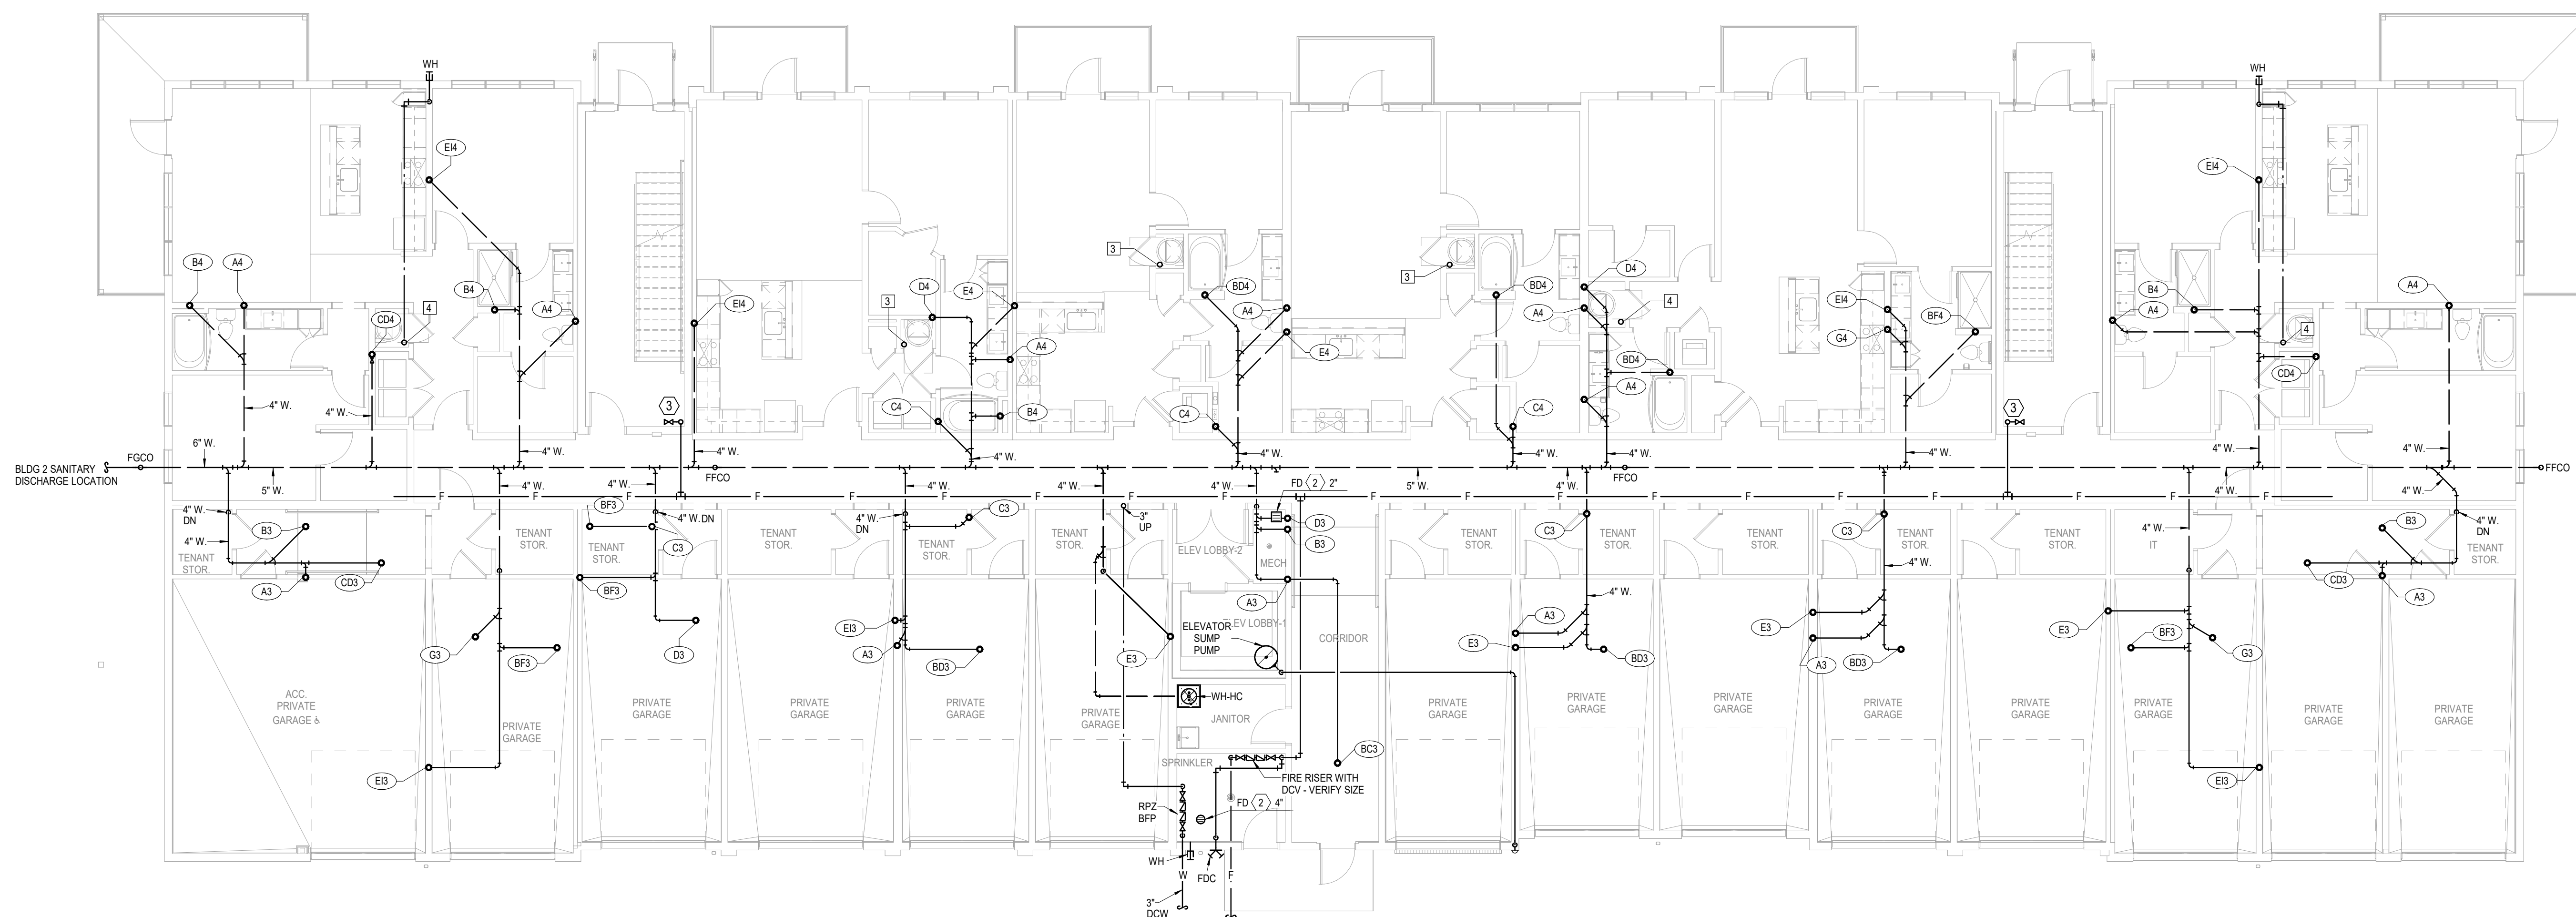 WH
WH
EI4
EI4
B4
A4
B4
A4
CD4
4
EI4
3
D4
E4
A4
B4
C4
3
BD4
A4
E4
C4
3
BD4
C4
D4
A4
4
BD4
A4
EI4
G4
BF4
A4
B4
4
CD4
A4
3
3
4" W.
4" W.
4" W.
4" W.
4" W.
4" W.
4" W.
4" W.
4" W.
4" W.
4" W.
6" W.
FGCO
BLDG 2 SANITARY
DISCHARGE LOCATION
5" W.
FFCO
5" W.
4" W.
FFCO
4" W.
4" W.
FFCO
4" W.
4" W.
4" W.
4" W.
4" W.
F F F F F F F F F F F F F F F F F F F F
FD 2 2"
4" W.
DN
4" W.
TENANT
STOR.
B3
A3
CD3
TENANT
STOR.
BF3
TENANT
STOR.
4" W. DN
C3
BF3
TENANT
STOR.
4" W.
DN
C3
TENANT
STOR.
3"
UP
TENANT
STOR.
ELEV LOBBY-2
D3
B3
MECH
A3
TENANT
STOR.
C3
TENANT
STOR.
4" W.
TENANT
STOR.
C3
TENANT
STOR.
4" W.
TENANT
STOR.
4" W.
IT
B3
4" W.
DN
TENANT
STOR.
CD3
A3
G3
BF3
D3
EI3
A3
BD3
E3
ELEVATOR
SUMP
PUMP
ELEV LOBBY-1
CORRIDOR
A3
E3
BD3
E3
A3
BD3
E3
BF3
G3
ACC.
PRIVATE
GARAGE
PRIVATE
GARAGE
PRIVATE
GARAGE
PRIVATE
GARAGE
PRIVATE
GARAGE
PRIVATE
GARAGE
WH-HC
JANITOR
PRIVATE
GARAGE
PRIVATE
GARAGE
PRIVATE
GARAGE
PRIVATE
GARAGE
PRIVATE
GARAGE
PRIVATE
GARAGE
PRIVATE
GARAGE
PRIVATE
GARAGE
EI3
SPRINKLER
BC3
EI3
FIRE RISER WITH
DCV - VERIFY SIZE
RPZ
BFP
FD 2 4"
WH
FDC
W
F
3"
DCW